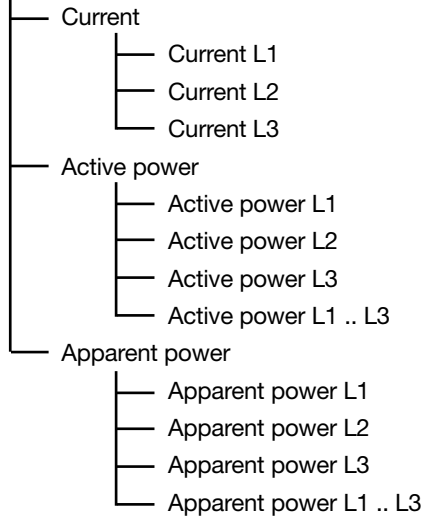 Current
Current L1
Current L2
Current L3
Active power
Active power L1
Active power L2
Active power L3
Active power L1 .. L3
Apparent power
Apparent power L1
Apparent power L2
Apparent power L3
Apparent power L1 .. L3